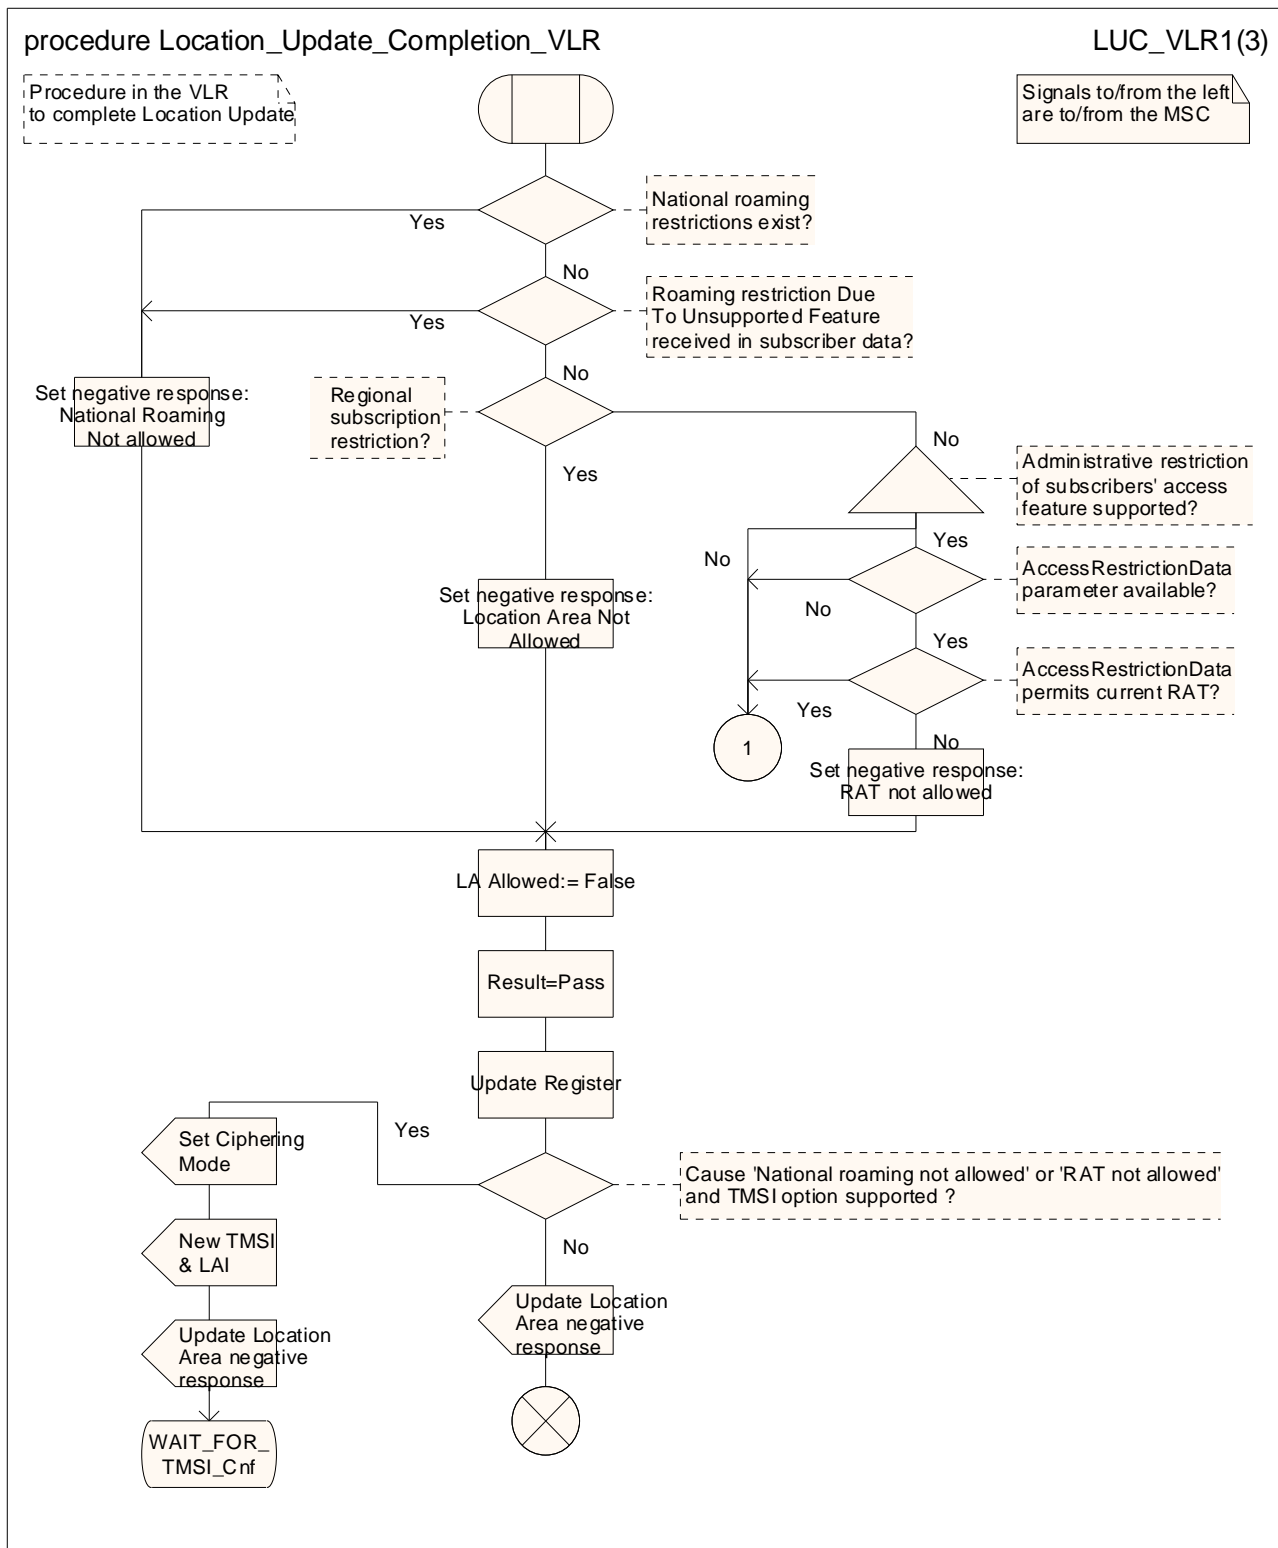 procedure Location_Update_Completion_VLR
LUC_VLR1(3)
Procedure in the VLR
to complete Location Update
Signals to/from the left
are to/from the MSC
National roaming
restrictions exist?
Yes
No
Roaming restriction Due
To Unsupported Feature
received in subscriber data?
Yes
No
Set negative response:
National Roaming
Not allowed
Regional
subscription
restriction?
No
Yes
Administrative restriction
of subscribers' access
feature supported?
Yes
No
AccessRestrictionData
parameter available?
No
Set negative response:
Location Area Not
Allowed
Yes
AccessRestrictionData
permits current RAT?
Yes
No
1
Set negative response:
RAT not allowed
LA Allowed:= False
Result=Pass
Update Register
Yes
Set Ciphering
Mode
Cause 'National roaming not allowed' or 'RAT not allowed'
and TMSI option supported ?
New TMSI
& LAI
No
Update Location
Area negative
response
Update Location
Area negative
response
WAIT_FOR_
TMSI_Cnf